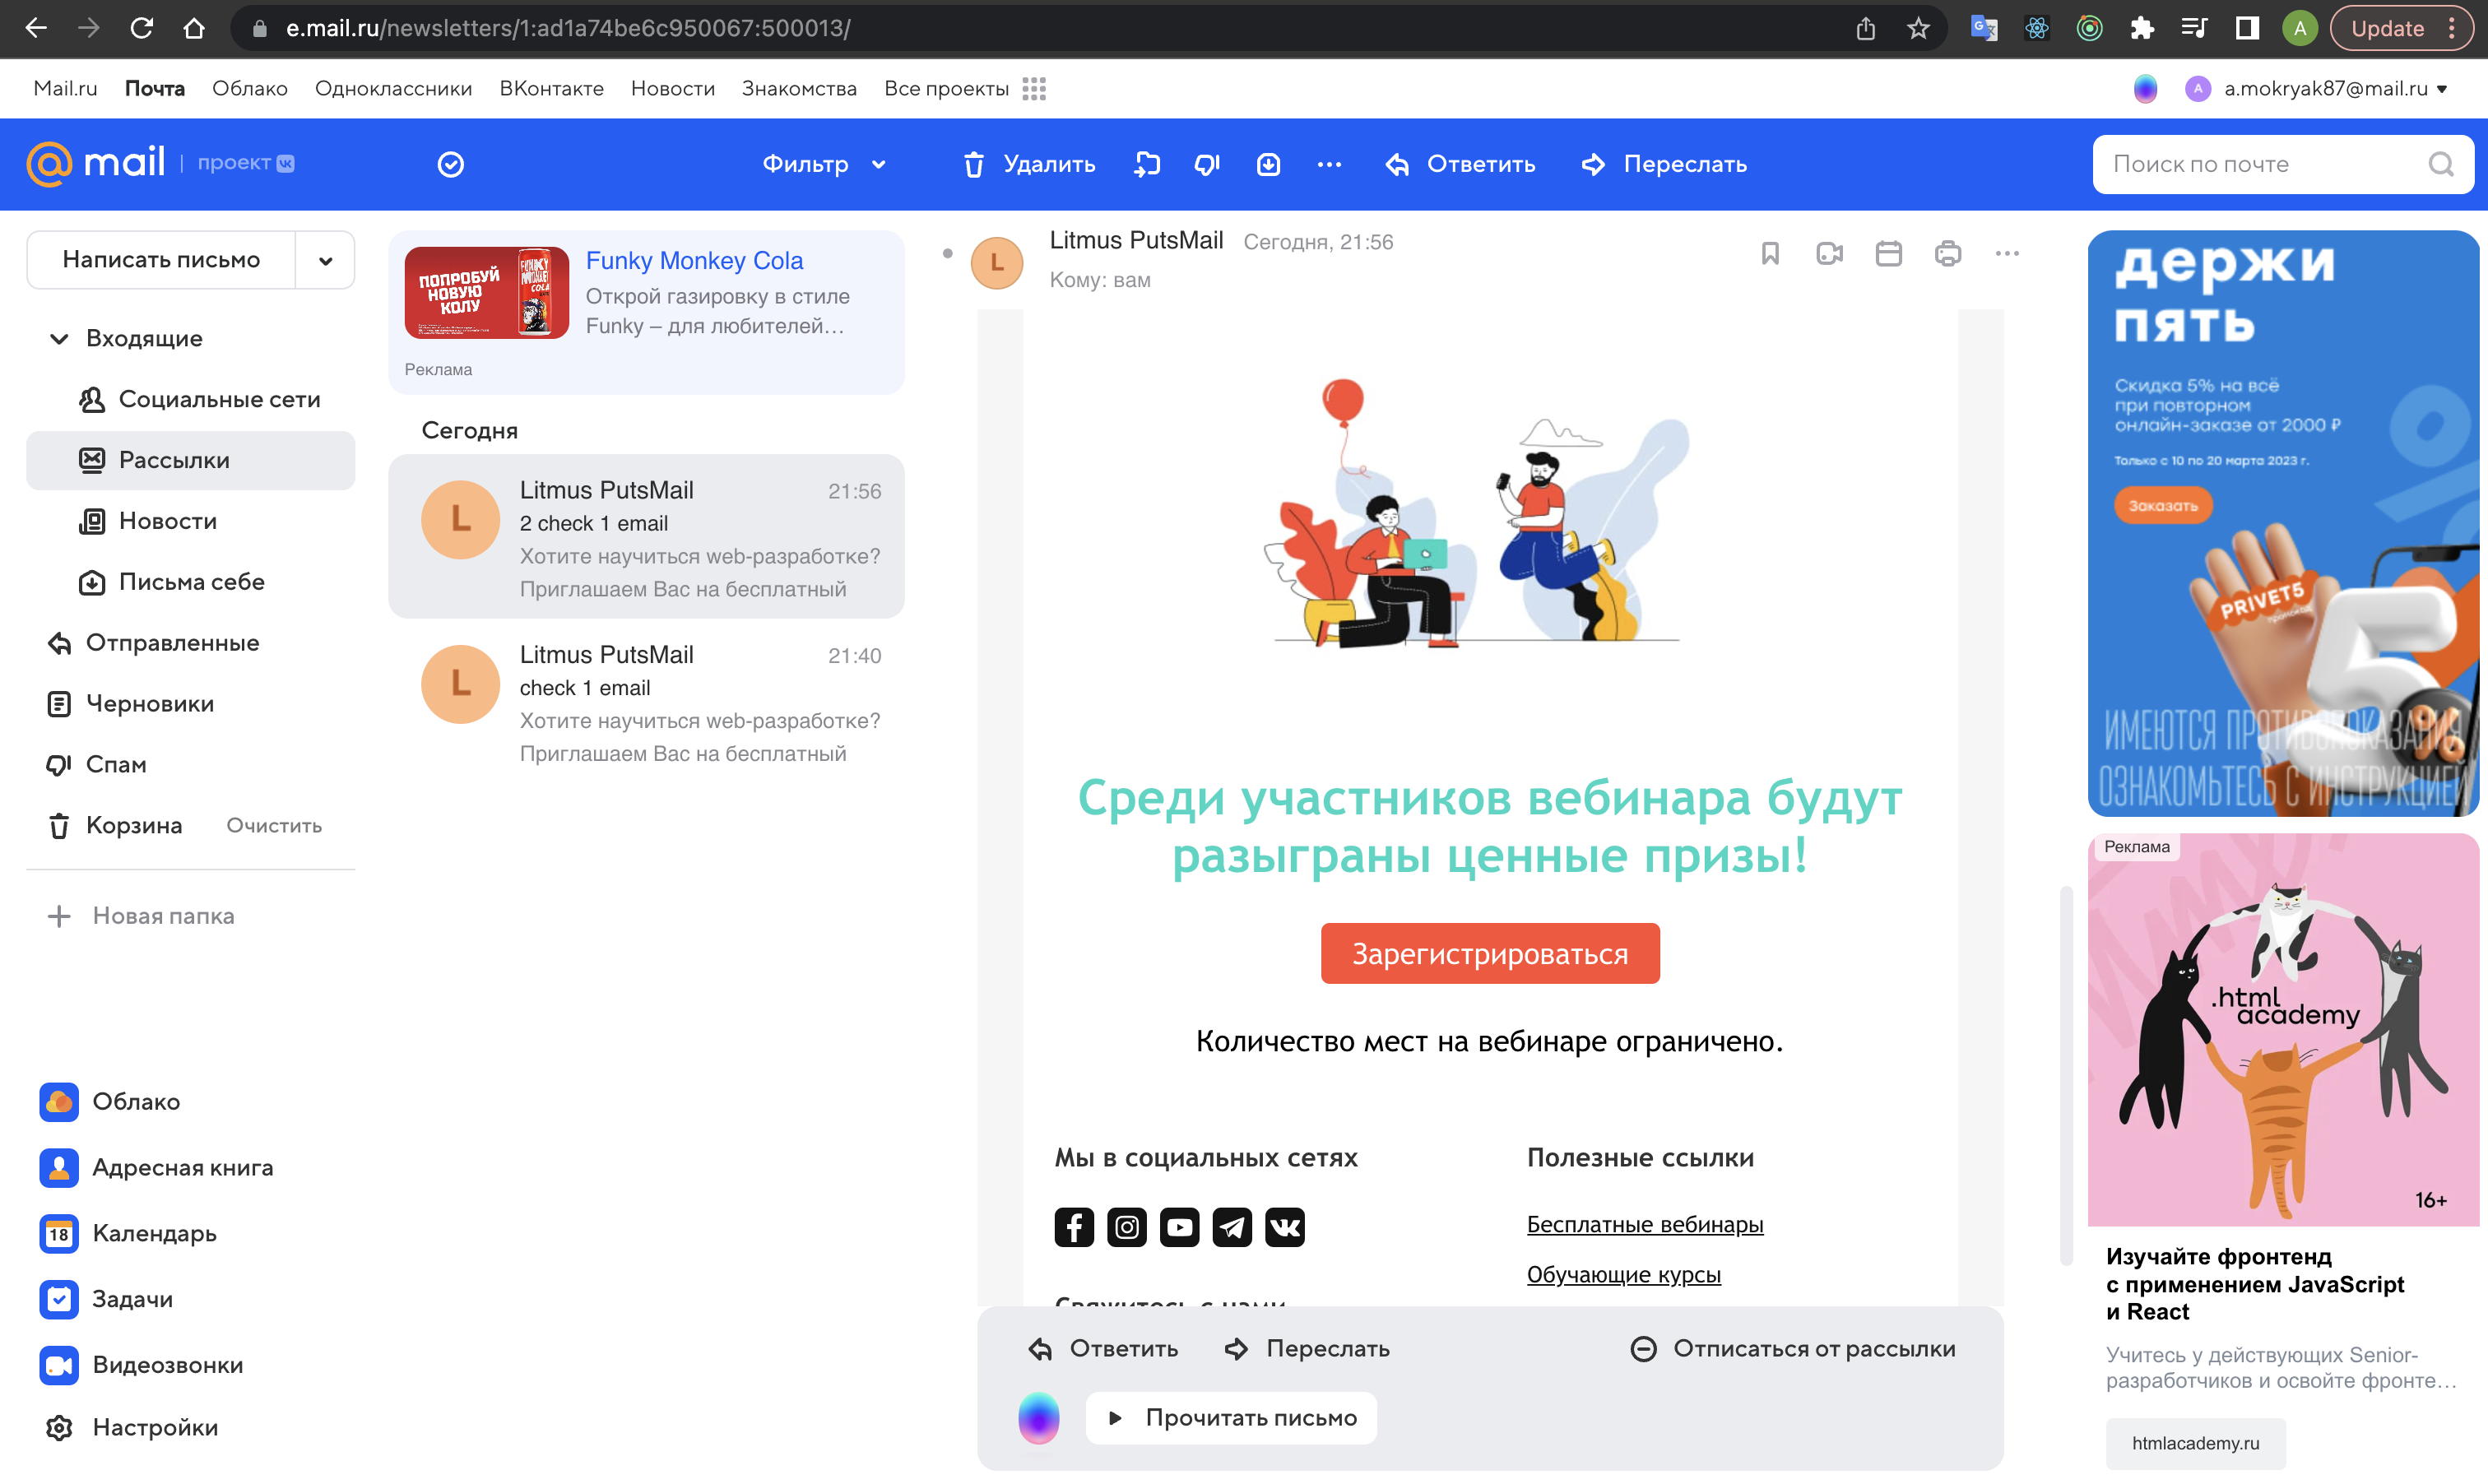 e.mail.ru/newsletters/1:ad1a74be6c950067:500013/
A
Update
Mail.ru Почта Облако Одноклассники ВКонтакте Новости Знакомства Все проекты
A a.mokryak87@mail.ru
@mail проект
Фильтр
Удалить
Ответить
Переслать
Поиск по почте
Написать письмо
Входящие
Социальные сети
Рассылки
Новости
Письма себе
Отправленные
Черновики
Спам
Корзина Очистить
Новая папка
Облако
Адресная книга
18 Календарь
Задачи
Видеозвонки
Настройки
ПОПРОБУЙ
НОВУЮ
КОЛУ
FUNKY
MONKEY
COLA
Funky Monkey Cola
Открой газировку в стиле
Funky – для любителей…
Реклама
Сегодня
L
Litmus PutsMail 21:56
2 check 1 email
Хотите научиться web-разработке?
Приглашаем Вас на бесплатный
L
Litmus PutsMail 21:40
check 1 email
Хотите научиться web-разработке?
Приглашаем Вас на бесплатный
L
Litmus PutsMail Сегодня, 21:56
Кому: вам
Среди участников вебинара будут
разыграны ценные призы!
Зарегистрироваться
Количество мест на вебинаре ограничено.
Мы в социальных сетях
Полезные ссылки
Бесплатные вебинары
Обучающие курсы
Свяжитесь с нами
Ответить
Переслать
Отписаться от рассылки
Прочитать письмо
держи
пять
Скидка 5% на всё
при повторном
онлайн-заказе от 2000 ₽
Только с 10 по 20 марта 2023 г.
Заказать
PRIVET5
промокод
5%
ИМЕЮТСЯ ПРОТИВОПОКАЗАНИЯ
ОЗНАКОМЬТЕСЬ С ИНСТРУКЦИЕЙ
Реклама
.html
academy
16+
Изучайте фронтенд
с применением JavaScript
и React
Учитесь у действующих Senior-
разработчиков и освойте фронте…
htmlacademy.ru